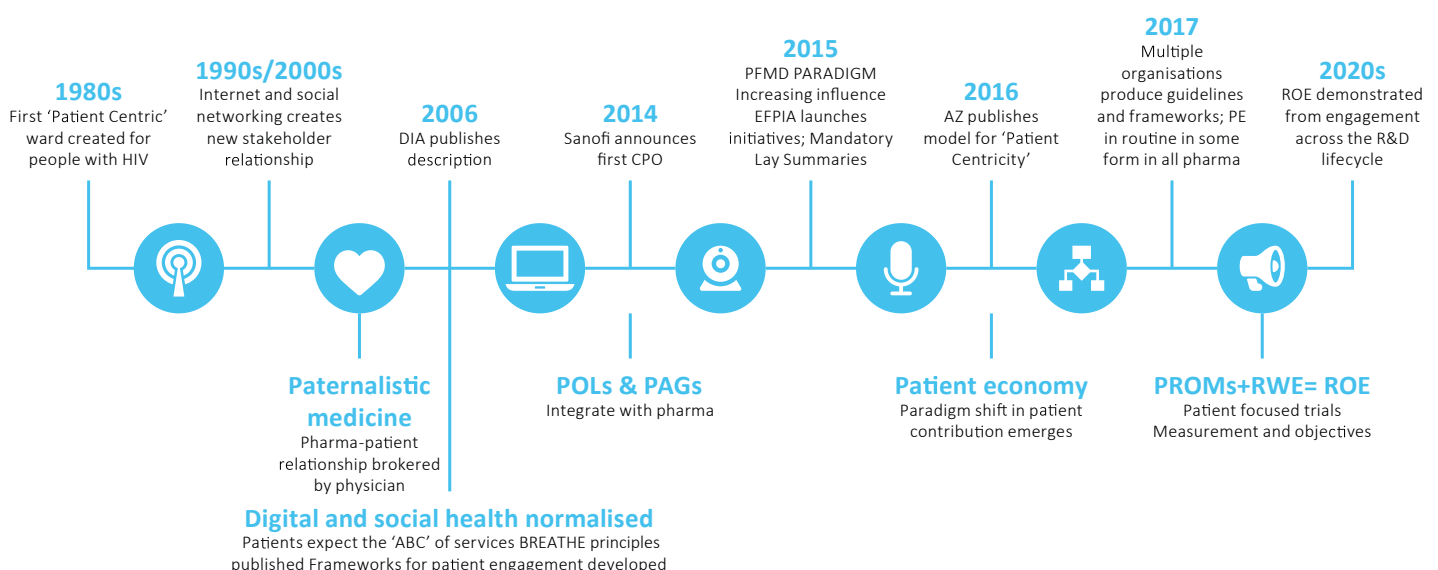 1980s
First ‘Patient Centric’
ward created for
people with HIV
1990s/2000s
Internet and social
networking creates
new stakeholder
relationship
2006
DIA publishes
description
2014
Sanofi announces
first CPO
2015
PFMD PARADIGM
Increasing influence
EFPIA launches
initiatives; Mandatory
Lay Summaries
2016
AZ publishes
model for ‘Patient
Centricity’
2017
Multiple
organisations
produce guidelines
and frameworks; PE
in routine in some
form in all pharma
2020s
ROE demonstrated
from engagement
across the R&D
lifecycle
Paternalistic
medicine
Pharma-patient
relationship brokered
by physician
Digital and social health normalised
Patients expect the ‘ABC’ of services BREATHE principles
published Frameworks for patient engagement developed
POLs & PAGs
Integrate with pharma
Patient economy
Paradigm shift in patient
contribution emerges
PROMs+RWE= ROE
Patient focused trials
Measurement and objectives